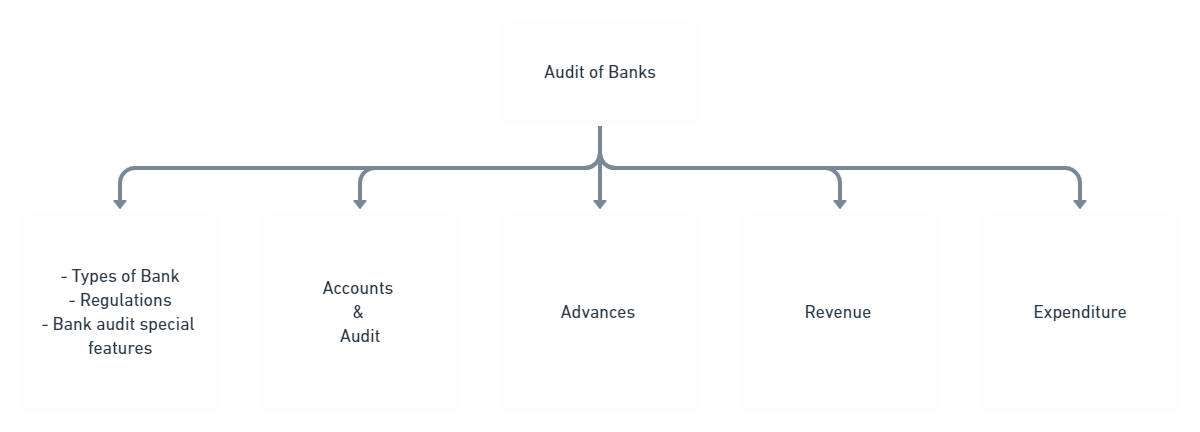 Audit of Banks
- Types of Bank
- Regulations
- Bank audit special
features
Accounts
&
Audit
Advances
Revenue
Expenditure